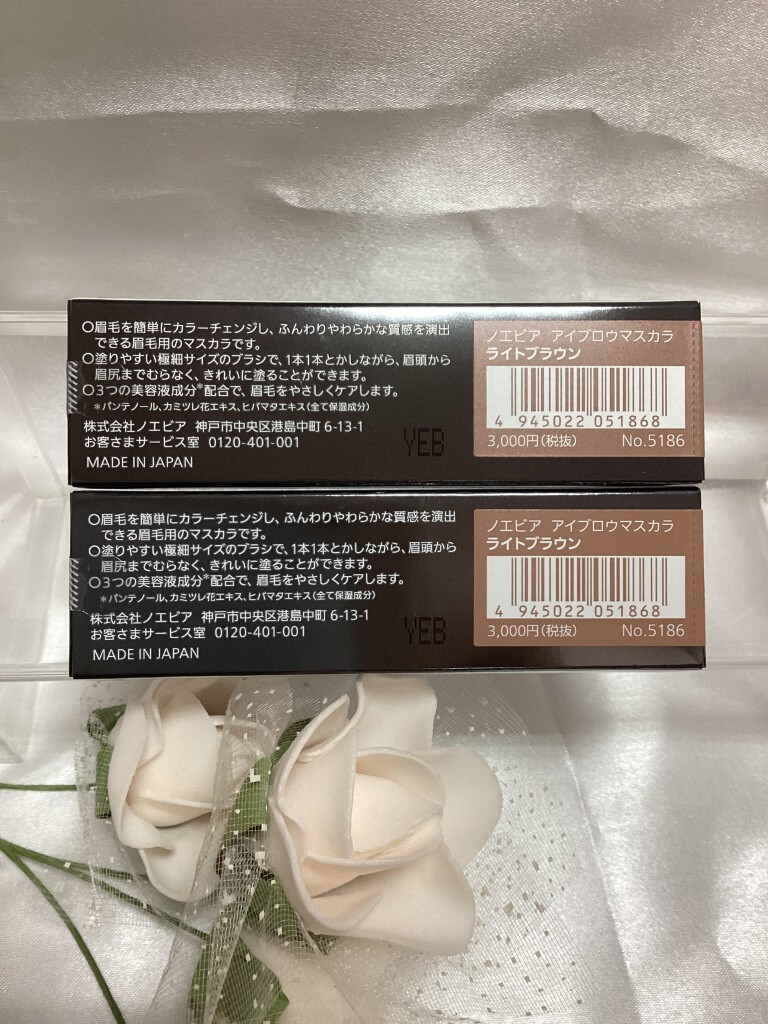 ○眉毛を簡単にカラーチェンジし、ふんわりやわらかな質感を演出
できる眉毛用のマスカラです。
○塗りやすい極細サイズのブラシで、1本1本とかしながら、眉頭から
眉尻までむらなく、きれいに塗ることができます。
○3つの美容液成分*配合で、眉毛をやさしくケアします。
*パンテノール、カミツレ花エキス、ヒバマタエキス(全て保湿成分)
株式会社ノエビア 神戸市中央区港島中町6-13-1
お客さまサービス室 0120-401-001
MADE IN JAPAN
YEB
ノエビア アイブロウマスカラ
ライトブラウン
4 945022 051868
3,000円(税抜) No.5186
○眉毛を簡単にカラーチェンジし、ふんわりやわらかな質感を演出
できる眉毛用のマスカラです。
○塗りやすい極細サイズのブラシで、1本1本とかしながら、眉頭から
眉尻までむらなく、きれいに塗ることができます。
○3つの美容液成分*配合で、眉毛をやさしくケアします。
*パンテノール、カミツレ花エキス、ヒバマタエキス(全て保湿成分)
株式会社ノエビア 神戸市中央区港島中町6-13-1
お客さまサービス室 0120-401-001
MADE IN JAPAN
YEB
ノエビア アイブロウマスカラ
ライトブラウン
4 945022 051868
3,000円(税抜) No.5186